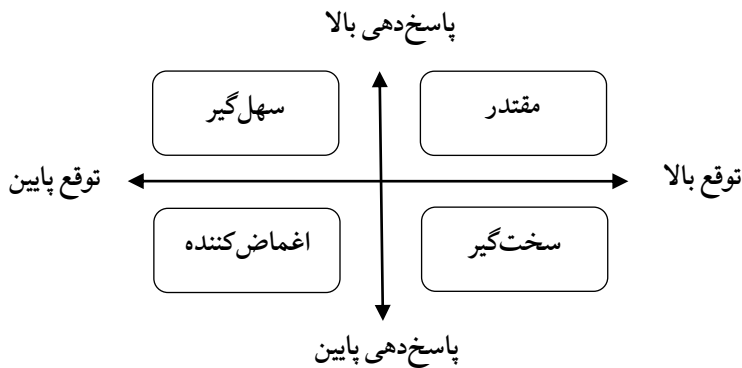 پاسخ‌دهی بالا
مقتدر
سهل‌گیر
توقع بالا
توقع پایین
سخت‌گیر
اغماض‌کننده
پاسخ‌دهی پایین